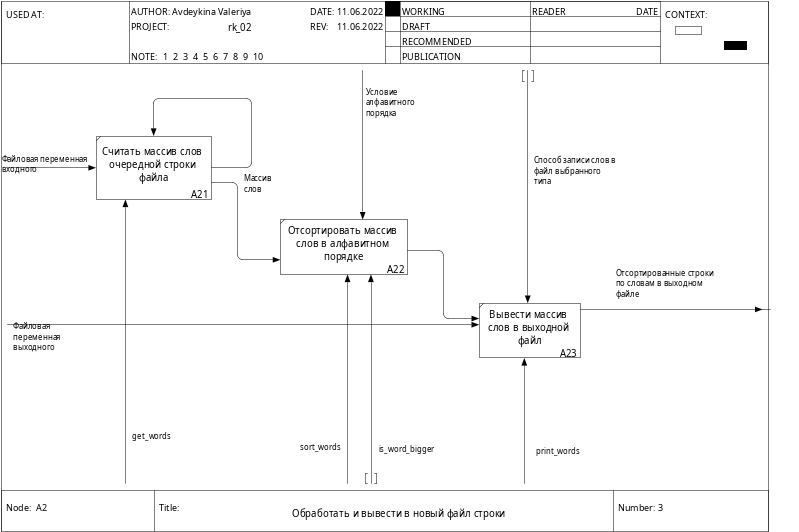 USED AT:
AUTHOR: Avdeykina Valeriya
DATE: 11.06.2022
PROJECT: rk_02
REV: 11.06.2022
NOTE: 1 2 3 4 5 6 7 8 9 10
WORKING
DRAFT
RECOMMENDED
PUBLICATION
READER DATE
CONTEXT:
Условие
алфавитного
порядка
Считать массив слов
очередной строки
файла
A21
Файловая переменная
входного
Массив
слов
Способ записи слов в
файл выбранного
типа
Отсортировать массив
слов в алфавитном
порядке
A22
Отсортированные строки
по словам в выходном
файле
Вывести массив
слов в выходной
файл
A23
Файловая
переменная
выходного
get_words
sort_words
is_word_bigger
print_words
Node: A2
Title: Обработать и вывести в новый файл строки
Number: 3